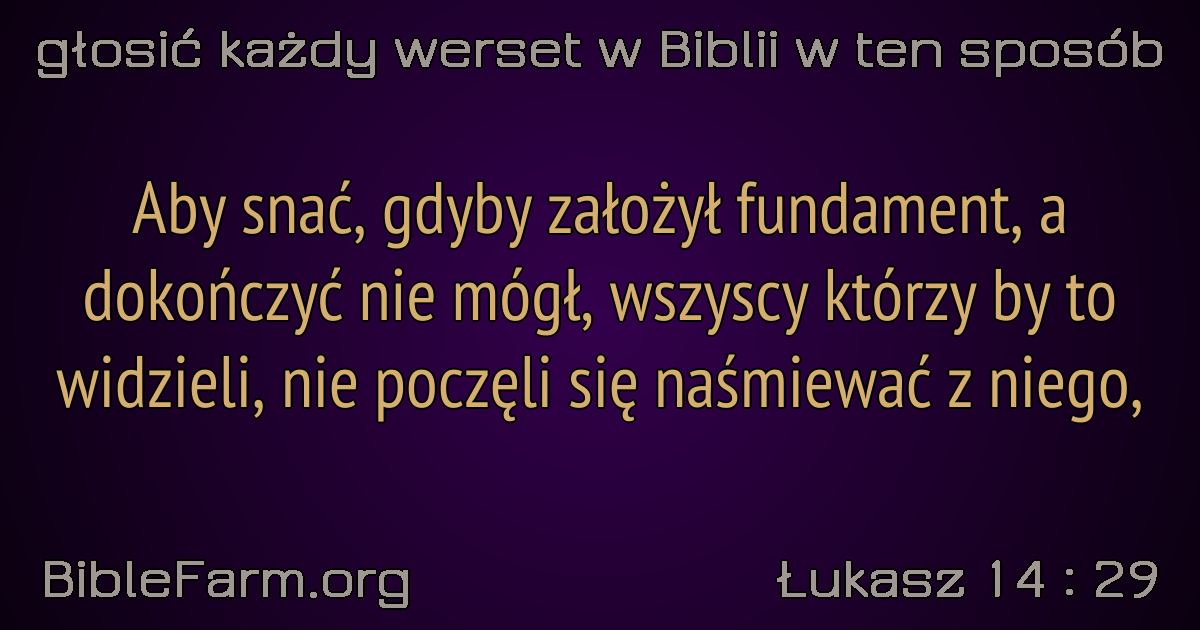 głosić każdy werset w Biblii w ten sposób
Aby snać, gdyby założył fundament, a
dokończyć nie mógł, wszyscy którzy by to
widzieli, nie poczęli się naśmiewać z niego,
BibleFarm.org
Łukasz 14 : 29